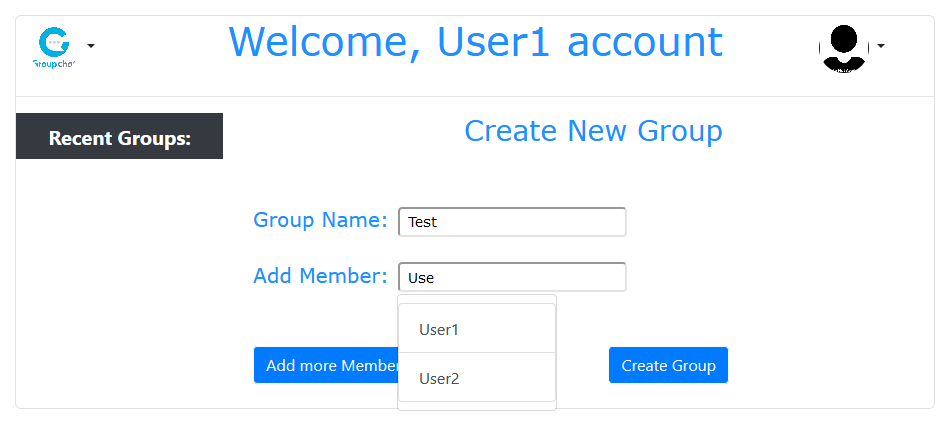 Welcome, User1 account
Groupchat
Recent Groups:
Create New Group
Group Name: Test
Add Member: Use
User1
User2
Add more Member
Create Group